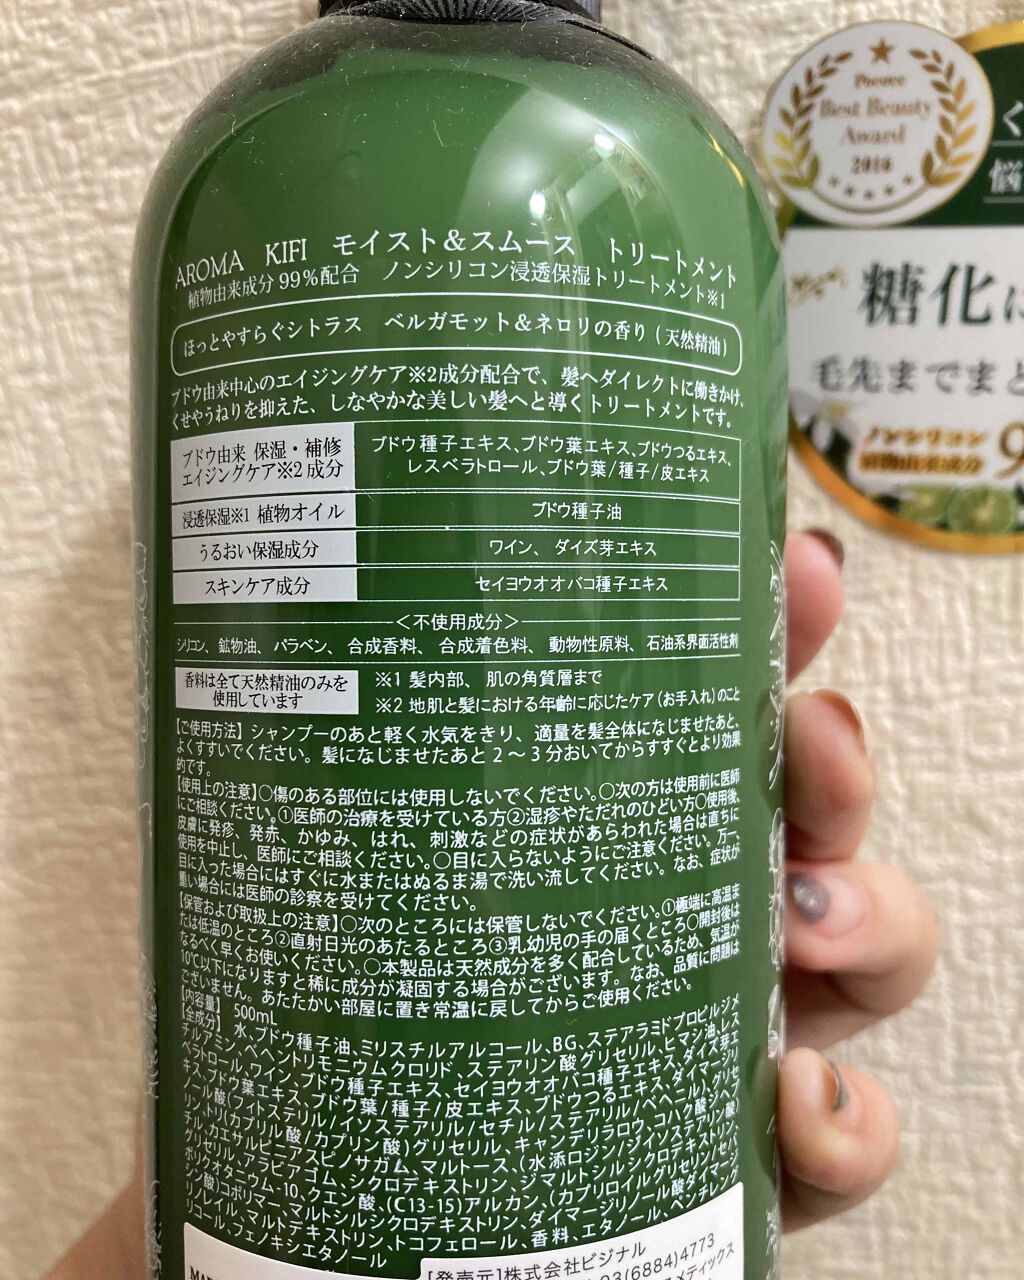 AROMA KIFI モイスト＆スムース トリートメント
植物由来成分 99％配合 ノンシリコン浸透保湿トリートメント※1
ほっとやすらぐシトラス ベルガモット＆ネロリの香り ( 天然精油 )
ブドウ由来中心のエイジングケア※2成分配合で、髪へダイレクトに働きかけ、
くせやうねりを抑えた、しなやかな美しい髪へと導くトリートメントです。
ブドウ由来 保湿・補修
エイジングケア※2 成分
ブドウ種子エキス、ブドウ葉エキス、ブドウつるエキス、
レスベラトロール、ブドウ葉/種子/皮エキス
浸透保湿※1 植物オイル
ブドウ種子油
うるおい保湿成分
ワイン、ダイズ芽エキス
スキンケア成分
セイヨウオオバコ種子エキス
＜不使用成分＞
シリコン、鉱物油、パラベン、合成香料、合成着色料、動物性原料、石油系界面活性剤
香料は全て天然精油のみを
使用しています
※1 髪内部、肌の角質層まで
※2 地肌と髪における年齢に応じたケア（お手入れ）のこと
【ご使用方法】シャンプーのあと軽く水気をきり、適量を髪全体になじませたあと、
よくすすいでください。髪になじませたあと 2 ～ 3 分おいてからすすぐとより効果
的です。
【使用上の注意】○傷のある部位には使用しないでください。○次の方は使用前に医師
にご相談ください。①医師の治療を受けている方②湿疹やただれのひどい方○使用後、
皮膚に発疹、発赤、かゆみ、はれ、刺激などの症状があらわれた場合は直ちに
使用を中止し、医師にご相談ください。○目に入らないようにご注意ください。万一、
目に入った場合にはすぐに水またはぬるま湯で洗い流してください。なお、症状が
重い場合には医師の診察を受けてください。
【保管および取扱上の注意】○次のところには保管しないでください。①極端に高温ま
たは低温のところ②直射日光のあたるところ③乳幼児の手の届くところ○開封後は
なるべく早くお使いください。○本製品は天然成分を多く配合しているため、気温が
10℃以下になりますと稀に成分が凝固する場合がございます。なお、品質に問題は
ございません。あたたかい部屋に置き常温に戻してからご使用ください。
【内容量】 500mL
【全成分】 水、ブドウ種子油、ミリスチルアルコール、BG、ステアラミドプロピルジメ
チルアミン、ベヘントリモニウムクロリド、ステアリン酸グリセリル、ヒマシ油、レス
ベラトロール、ワイン、ブドウ種子エキス、セイヨウオオバコ種子エキス、ダイズ芽エ
キス、ブドウ葉エキス、ブドウ葉/種子/皮エキス、ブドウつるエキス、ダイマージリ
ノール酸(フィトステリル/イソステアリル/セチル/ステアリル/ベヘニル)、グリセ
リン、トリ(カプリル酸/カプリン酸)グリセリル、キャンデリラロウ、コハク酸ジヘプ
チル、カエサルピニアスピノサガム、マルトース、(水添ロジン/ジイソステアリン酸)
グリセリル、アラビアゴム、シクロデキストリン、ジマルトシルシクロデキストリン、
ポリクオタニウム-10、クエン酸、(C13-15)アルカン、(カプリロイルグリセリン/セバ
シン酸)コポリマー、マルトシルシクロデキストリン、ダイマージリノール酸ダイマージ
リノレイル、マルトデキストリン、トコフェロール、香料、エタノール、ペンチレング
リコール、フェノキシエタノール
[発売元]株式会社ビジナル
03(6884)4773
Best Beauty
Award
2016
く
悩
糖化に
毛先までまと
ノンシリコン
植物由来成分 9